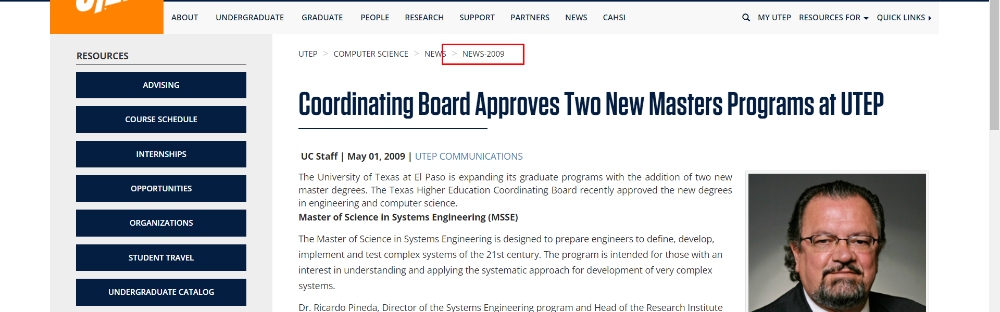 ABOUT UNDERGRADUATE GRADUATE PEOPLE RESEARCH SUPPORT PARTNERS NEWS CAHSI MY UTEP RESOURCES FOR QUICK LINKS
RESOURCES
ADVISING
COURSE SCHEDULE
INTERNSHIPS
OPPORTUNITIES
ORGANIZATIONS
STUDENT TRAVEL
UNDERGRADUATE CATALOG
UTEP > COMPUTER SCIENCE > NEWS > NEWS-2009
Coordinating Board Approves Two New Masters Programs at UTEP
UC Staff | May 01, 2009 | UTEP COMMUNICATIONS
The University of Texas at El Paso is expanding its graduate programs with the addition of two new
master degrees. The Texas Higher Education Coordinating Board recently approved the new degrees
in engineering and computer science.
Master of Science in Systems Engineering (MSSE)
The Master of Science in Systems Engineering is designed to prepare engineers to define, develop,
implement and test complex systems of the 21st century. The program is intended for those with an
interest in understanding and applying the systematic approach for development of very complex
systems.
Dr. Ricardo Pineda, Director of the Systems Engineering program and Head of the Research Institute